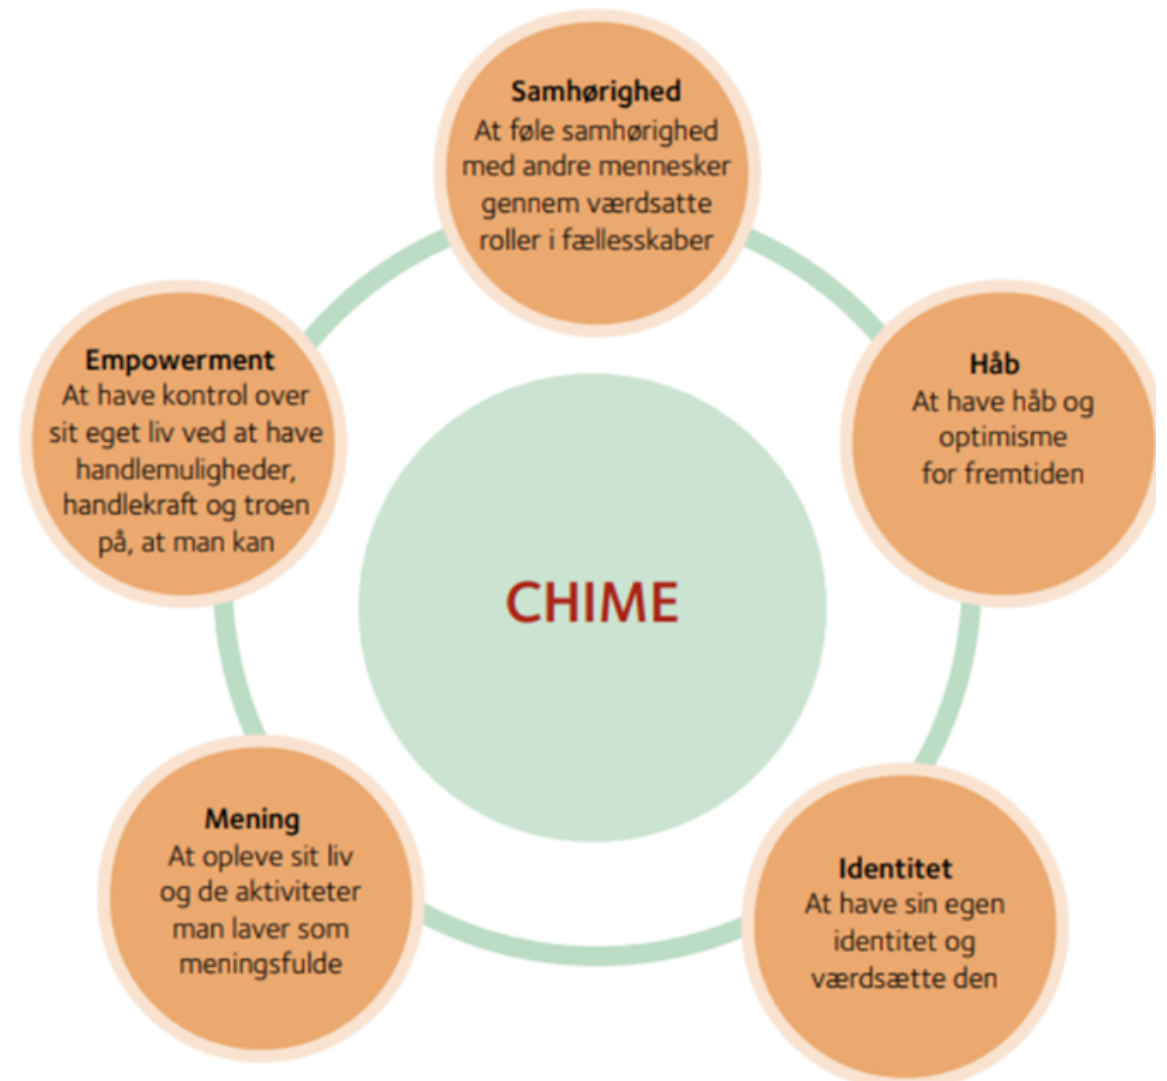 Samhørighed
At føle samhørighed
med andre mennesker
gennem værdsatte
roller i fællesskaber
Håb
At have håb og
optimisme
for fremtiden
Identitet
At have sin egen
identitet og
værdsætte den
Mening
At opleve sit liv
og de aktiviteter
man laver som
meningsfulde
Empowerment
At have kontrol over
sit eget liv ved at have
handlemuligheder,
handlekraft og troen
på, at man kan
CHIME